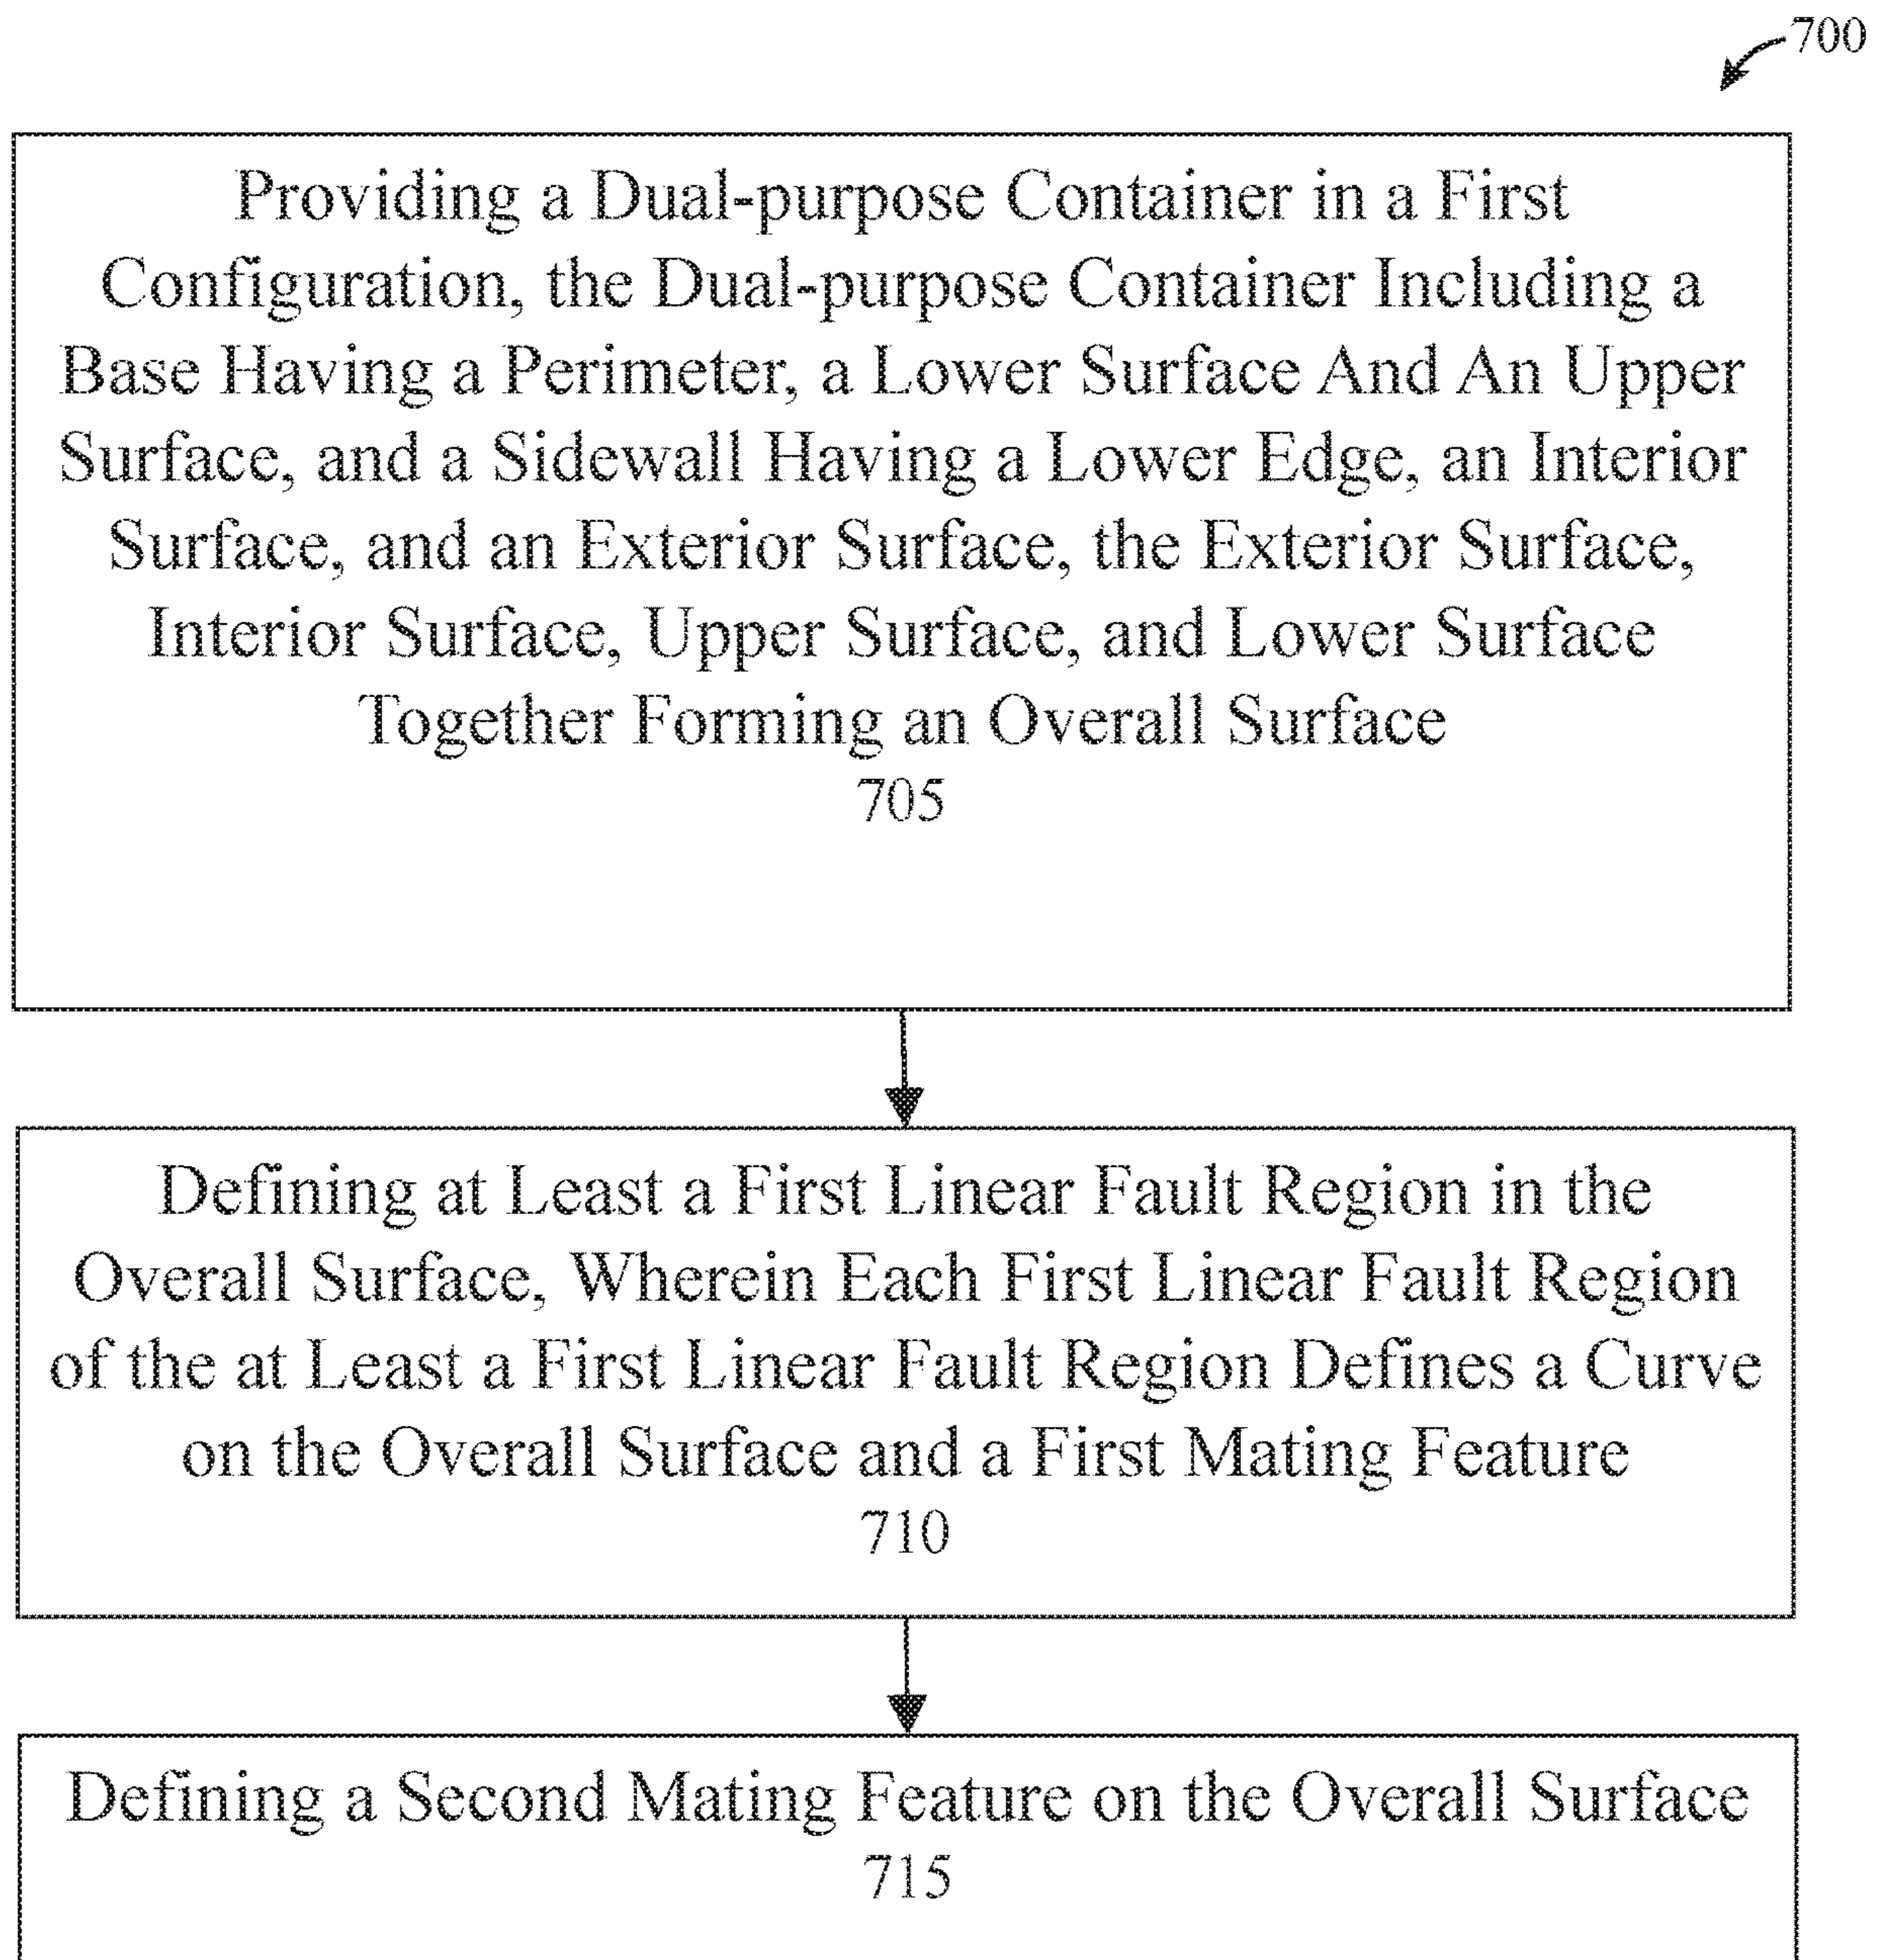 700
Providing a Dual-purpose Container in a First
Configuration, the Dual-purpose Container Including a
Base Having a Perimeter, a Lower Surface And An Upper
Surface, and a Sidewall Having a Lower Edge, an Interior
Surface, and an Exterior Surface, the Exterior Surface,
Interior Surface, Upper Surface, and Lower Surface
Together Forming an Overall Surface
705
Defining at Least a First Linear Fault Region in the
Overall Surface, Wherein Each First Linear Fault Region
of the at Least a First Linear Fault Region Defines a Curve
on the Overall Surface and a First Mating Feature
710
Defining a Second Mating Feature on the Overall Surface
715